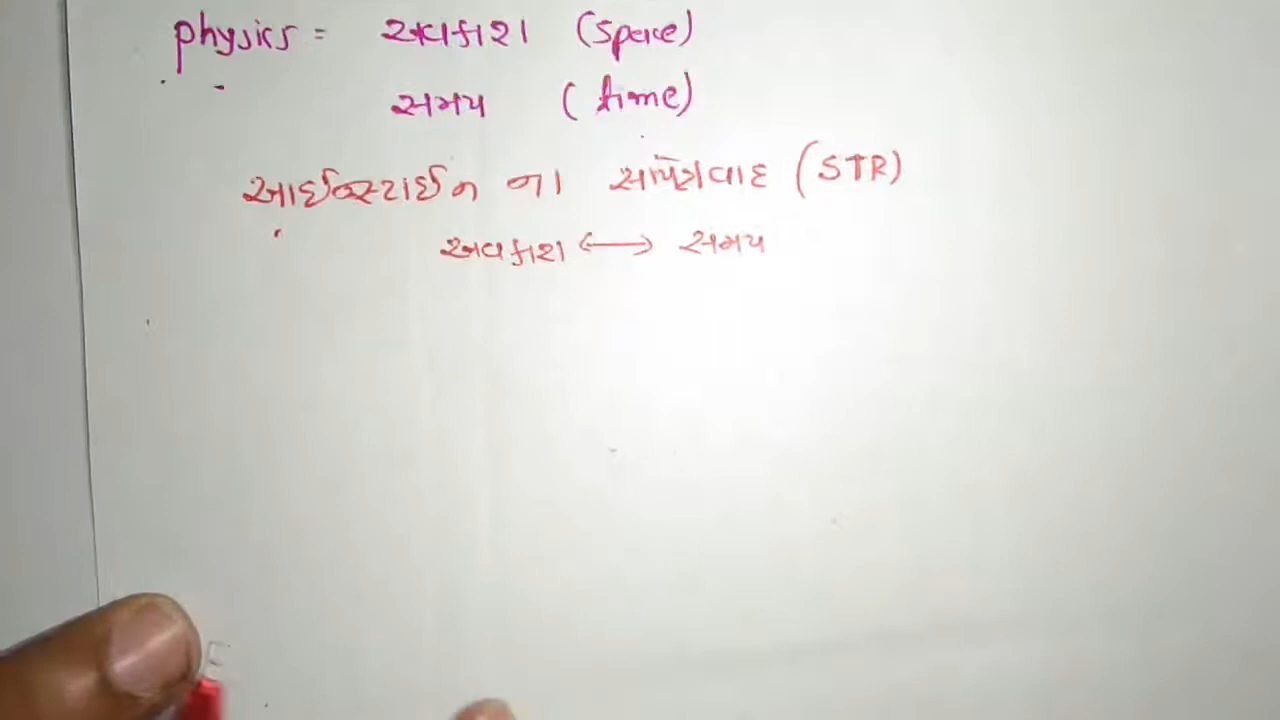 physics = અવકાશ (space)
સમય (time)
આઈન્સ્ટાઈન ના સાપેક્ષવાદ (STR)
અવકાશ ↔ સમય